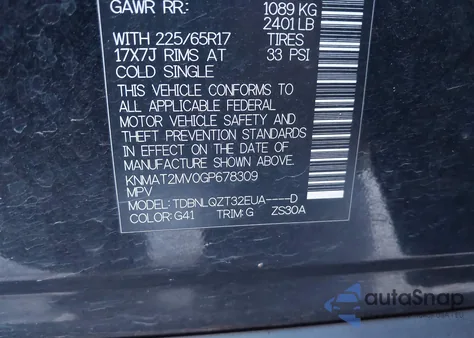 GAWR RR: 1089 KG
2401 LB
WITH 225/65R17 TIRES
17X7J RIMS AT 33 PSI
COLD SINGLE
THIS VEHICLE CONFORMS TO
ALL APPLICABLE FEDERAL
MOTOR VEHICLE SAFETY AND
THEFT PREVENTION STANDARD
IN EFFECT ON THE DATE OF
MANUFACTURE SHOWN ABOVE.
KNMAT2MV0GP678309
MPV
MODEL: TDBNLQZT32EUA----D
COLOR: G41 TRIM: G ZS30A
autoSnap